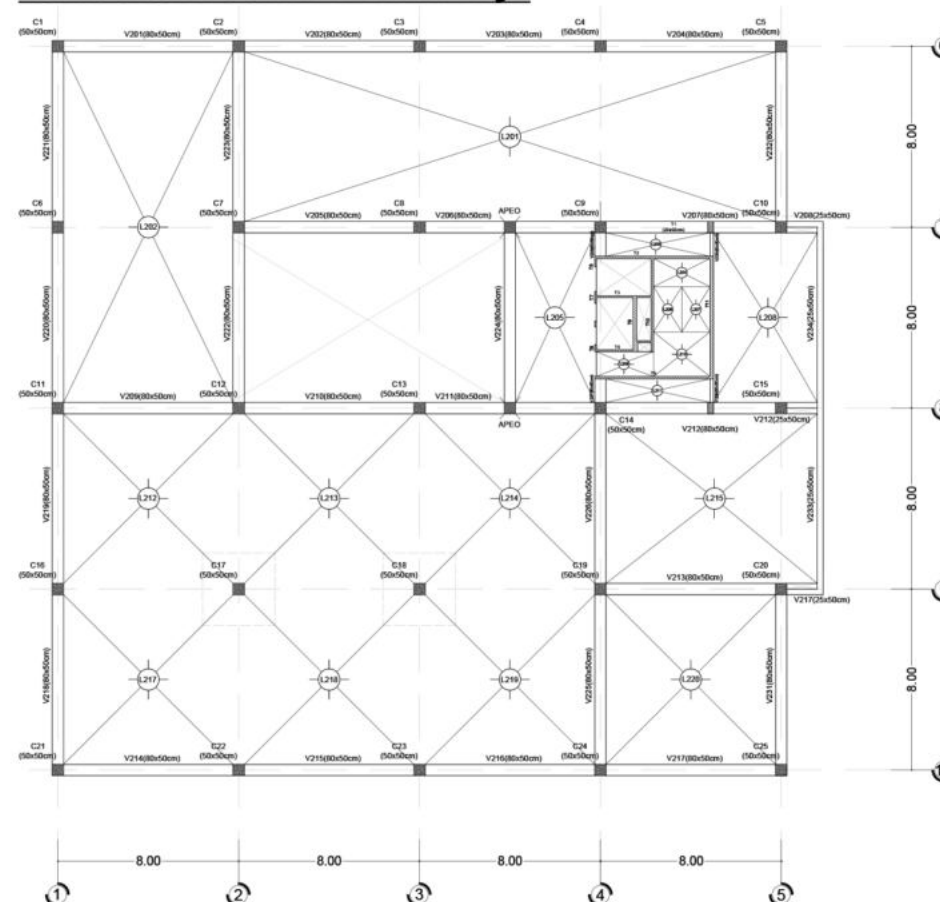 C1 C2 C3 C4 C5
(50x50cm) V201(80x50cm) (50x50cm) V202(80x50cm) (50x50cm) V203(80x50cm) (50x50cm) V204(80x50cm) (50x50cm)
V221(80x50cm) V223(80x50cm) L201 V232(80x50cm) 8.00
C6 C7 C8 APEO C9 C10
(50x50cm) (50x50cm) V205(80x50cm) (50x50cm) V206(80x50cm) (50x50cm) V207(80x50cm) (50x50cm) V208(25x50cm)
L202
V220(80x50cm) V222(80x50cm) V224(80x50cm) L205 L208 V234(25x50cm) 8.00
C11 C12 C13 C15
(50x50cm) V209(80x50cm) (50x50cm) V210(80x50cm) (50x50cm) V211(80x50cm) (50x50cm)
APEO C14 V212(25x50cm)
(50x50cm) V212(80x50cm)
V219(80x50cm) L212 L213 L214 V226(80x50cm) L215 V233(25x50cm) 8.00
C16 C17 C18 C19 C20
(50x50cm) (50x50cm) (50x50cm) (50x50cm) V213(80x50cm) (50x50cm)
V217(25x50cm)
V218(80x50cm) L217 L218 L219 V225(80x50cm) L220 V231(80x50cm) 8.00
C21 C22 C23 C24 C25
(50x50cm) V214(80x50cm) (50x50cm) V215(80x50cm) (50x50cm) V216(80x50cm) (50x50cm) V217(80x50cm) (50x50cm)
8.00 8.00 8.00 8.00
1 2 3 4 5